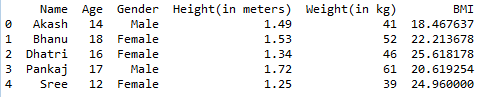 Name Age Gender Height(in meters) Weight(in kg) BMI
0 Akash 14 Male 1.49 41 18.467637
1 Bhanu 18 Female 1.53 52 22.213678
2 Dhatri 16 Female 1.34 46 25.618178
3 Pankaj 17 Male 1.72 61 20.619254
4 Sree 12 Female 1.25 39 24.960000